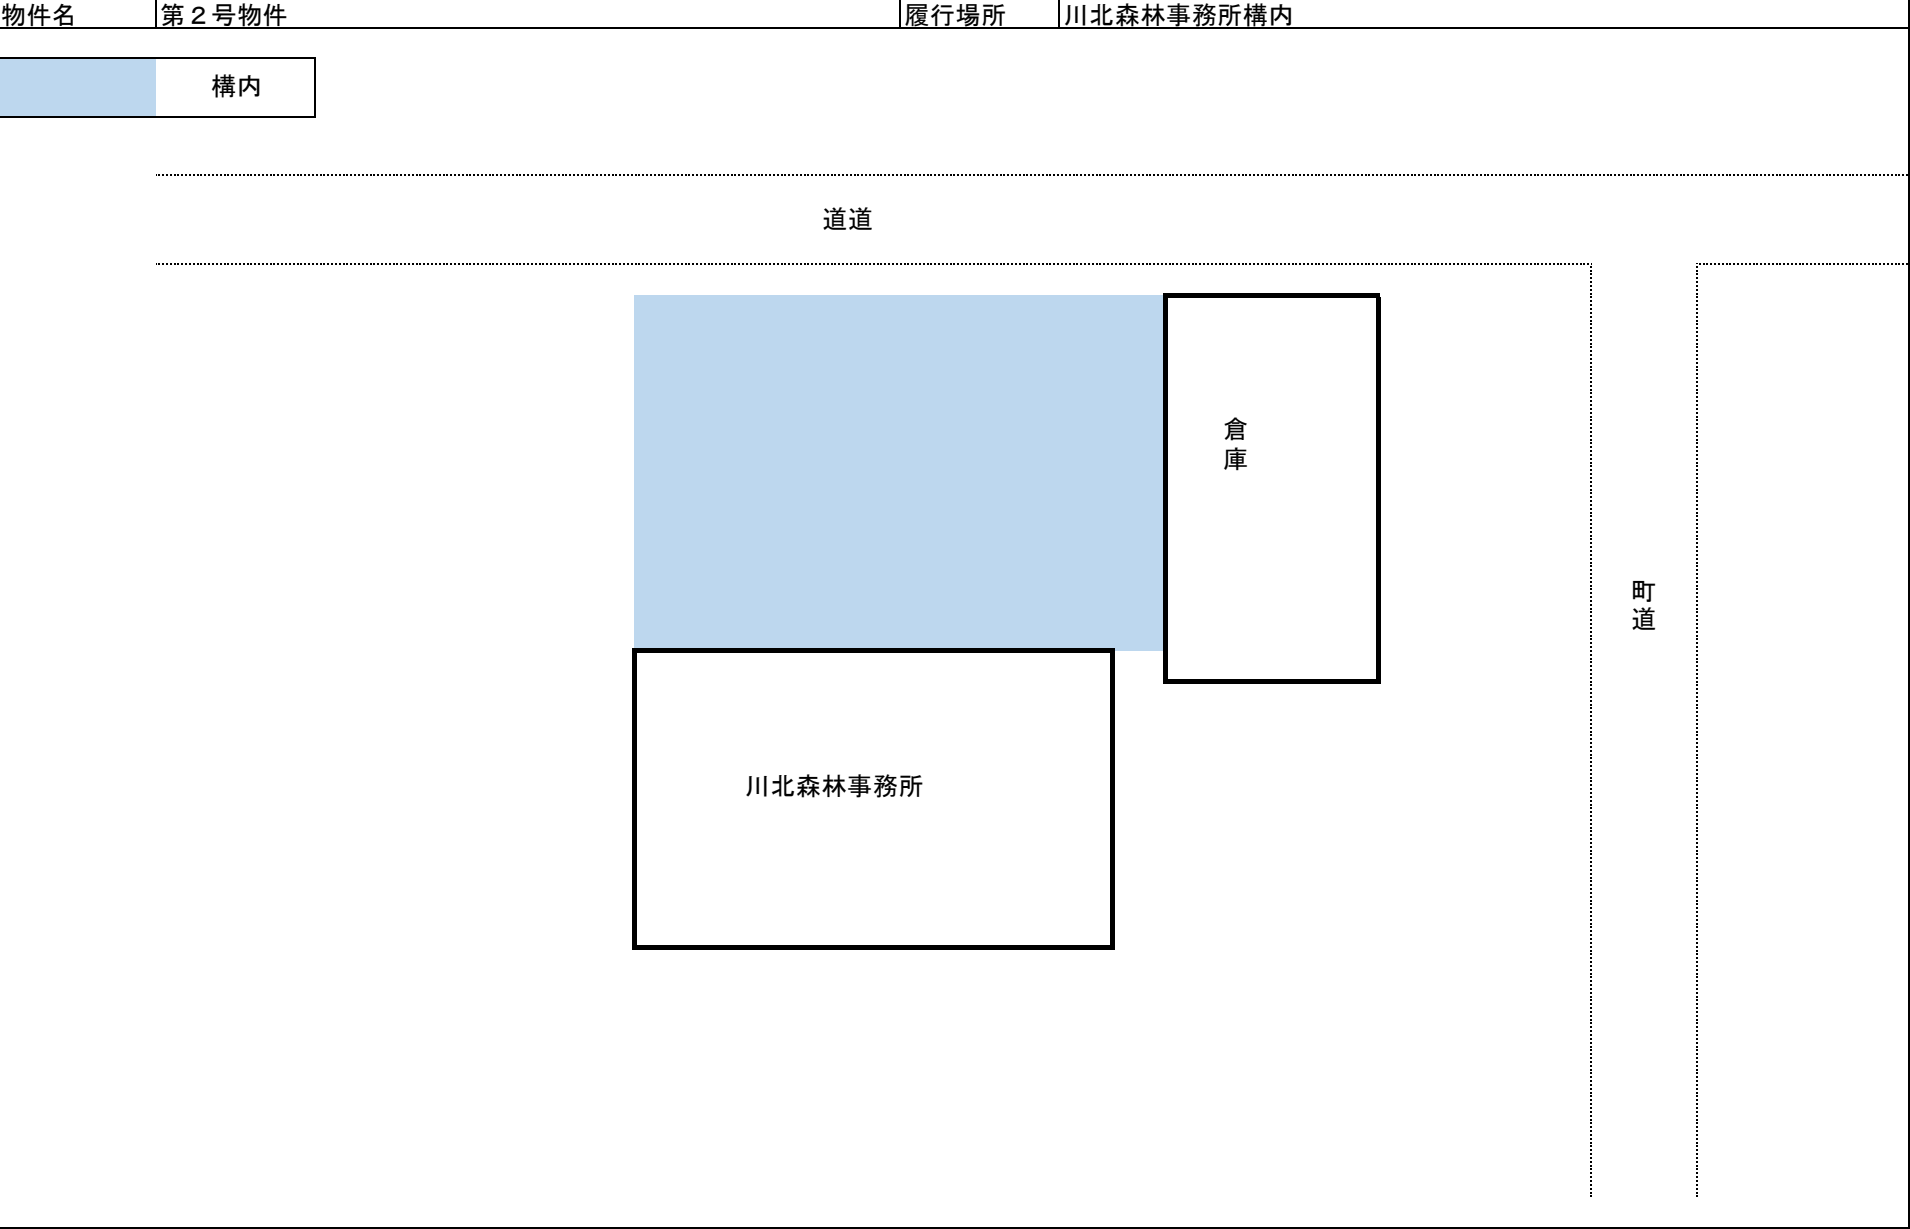 物件名 第２号物件 履行場所 川北森林事務所構内
構内
道道
倉庫
町道
川北森林事務所